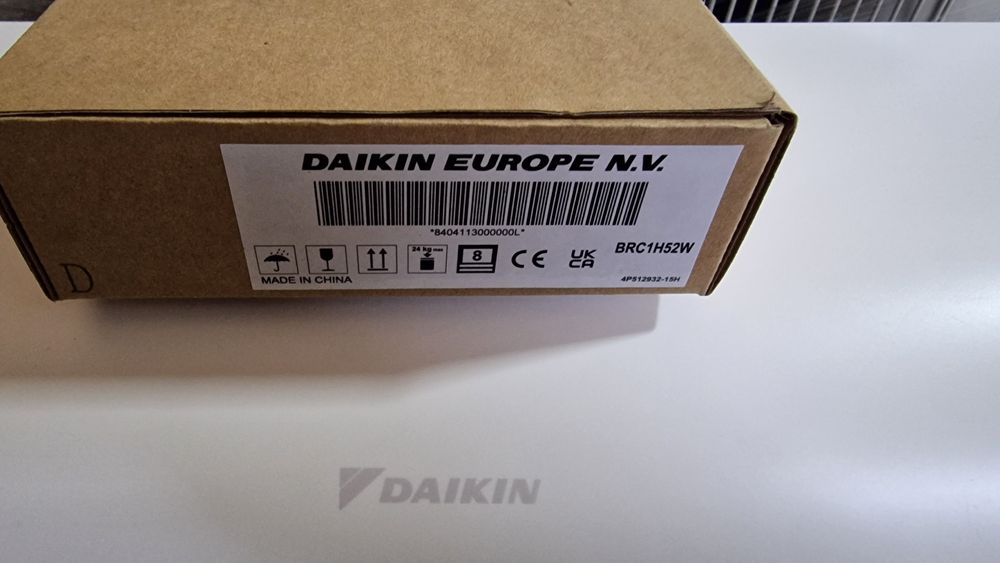 DAIKIN EUROPE N.V.
"8404113000000L"
24 kg max
8
CE
UK
CA
BRC1H52W
MADE IN CHINA
4P512932-15H
D
DAIKIN